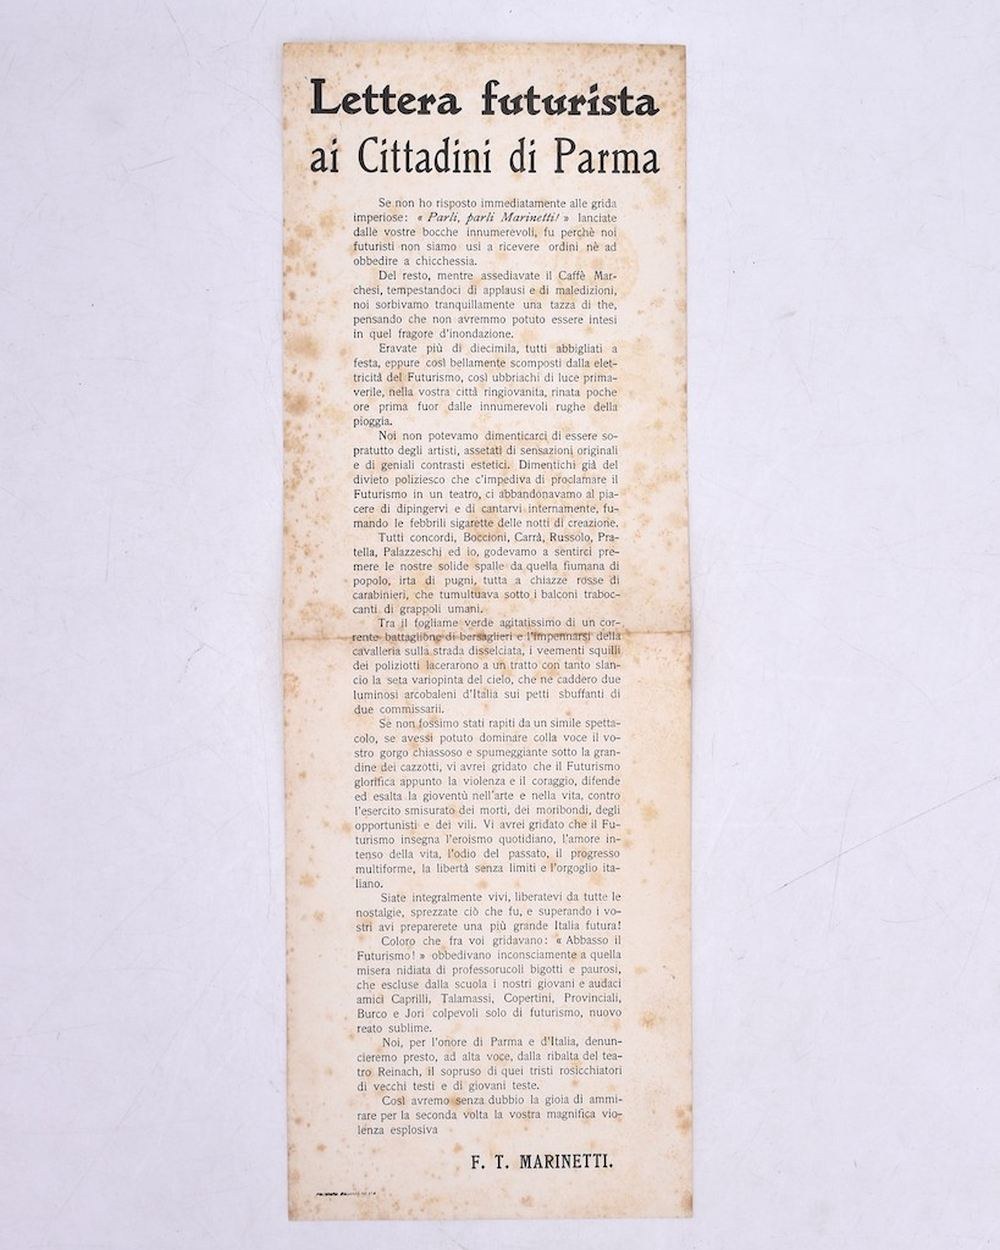 Lettera futurista
ai Cittadini di Parma
Se non ho risposto immediatamente alle grida
imperiose: « Parli, parli Marinetti! » lanciate
dalle vostre bocche innumerevoli, fu perchè noi
futuristi non siamo usi a ricevere ordini nè ad
obbedire a chicchessia.
Del resto, mentre assediavate il Caffè Mar-
chesi, tempestandoci di applausi e di maledizioni,
noi sorbivamo tranquillamente una tazza di the,
pensando che non avremmo potuto essere intesi
in quel fragore d'inondazione.
Eravate più di diecimila, tutti abbigliati a
festa, eppure così bellamente scomposti dalla elet-
tricità del Futurismo, così ubbriachi di luce prima-
verile, nella vostra città ringiovanita, rinata poche
ore prima fuor dalle innumerevoli rughe della
pioggia.
Noi non potevamo dimenticarci di essere so-
pratutto degli artisti, assetati di sensazioni originali
e di geniali contrasti estetici. Dimentichi già del
divieto poliziesco che c'impediva di proclamare il
Futurismo in un teatro, ci abbandonavamo al pia-
cere di dipingervi e di cantarvi internamente, fu-
mando le febbrili sigarette delle notti di creazione.
Tutti concordi, Boccioni, Carrà, Russolo, Pra-
tella, Palazzeschi ed io, godevamo a sentirci pre-
mere le nostre solide spalle da quella fiumana di
popolo, irta di pugni, tutta a chiazze rosse di
carabinieri, che tumultuava sotto i balconi traboc-
canti di grappoli umani.
Tra il fogliame verde agitatissimo di un cor-
rente battaglione di bersaglieri e l'impennarsi della
cavalleria sulla strada disselciata, i veementi squilli
dei poliziotti lacerarono a un tratto con tanto slan-
cio la seta variopinta del cielo, che ne caddero due
luminosi arcobaleni d'Italia sui petti sbuffanti di
due commissarii.
Se non fossimo stati rapiti da un simile spetta-
colo, se avessi potuto dominare colla voce il vo-
stro gorgo chiassoso e spumeggiante sotto la gran-
dine dei cazzotti, vi avrei gridato che il Futurismo
glorifica appunto la violenza e il coraggio, difende
ed esalta la gioventù nell'arte e nella vita, contro
l'esercito smisurato dei morti, dei moribondi, degli
opportunisti e dei vili. Vi avrei gridato che il Fu-
turismo insegna l'eroismo quotidiano, l'amore in-
tenso della vita, l'odio del passato, il progresso
multiforme, la libertà senza limiti e l'orgoglio ita-
liano.
Siate integralmente vivi, liberatevi da tutte le
nostalgie, sprezzate ciò che fu, e superando i vo-
stri avi preparerete una più grande Italia futura!
Coloro che fra voi gridavano: « Abbasso il
Futurismo! » obbedivano inconsciamente a quella
misera nidiata di professorucoli bigotti e paurosi,
che escluse dalla scuola i nostri giovani e audaci
amici Caprilli, Talamassi, Copertini, Provinciali,
Burco e Jori colpevoli solo di futurismo, nuovo
reato sublime.
Noi, per l'onore di Parma e d'Italia, denun-
cieremo presto, ad alta voce, dalla ribalta del tea-
tro Reinach, il sopruso di quei tristi rosicchiatori
di vecchi testi e di giovani teste.
Così avremo senza dubbio la gioia di ammi-
rare per la seconda volta la vostra magnifica vio-
lenza esplosiva
F. T. MARINETTI.